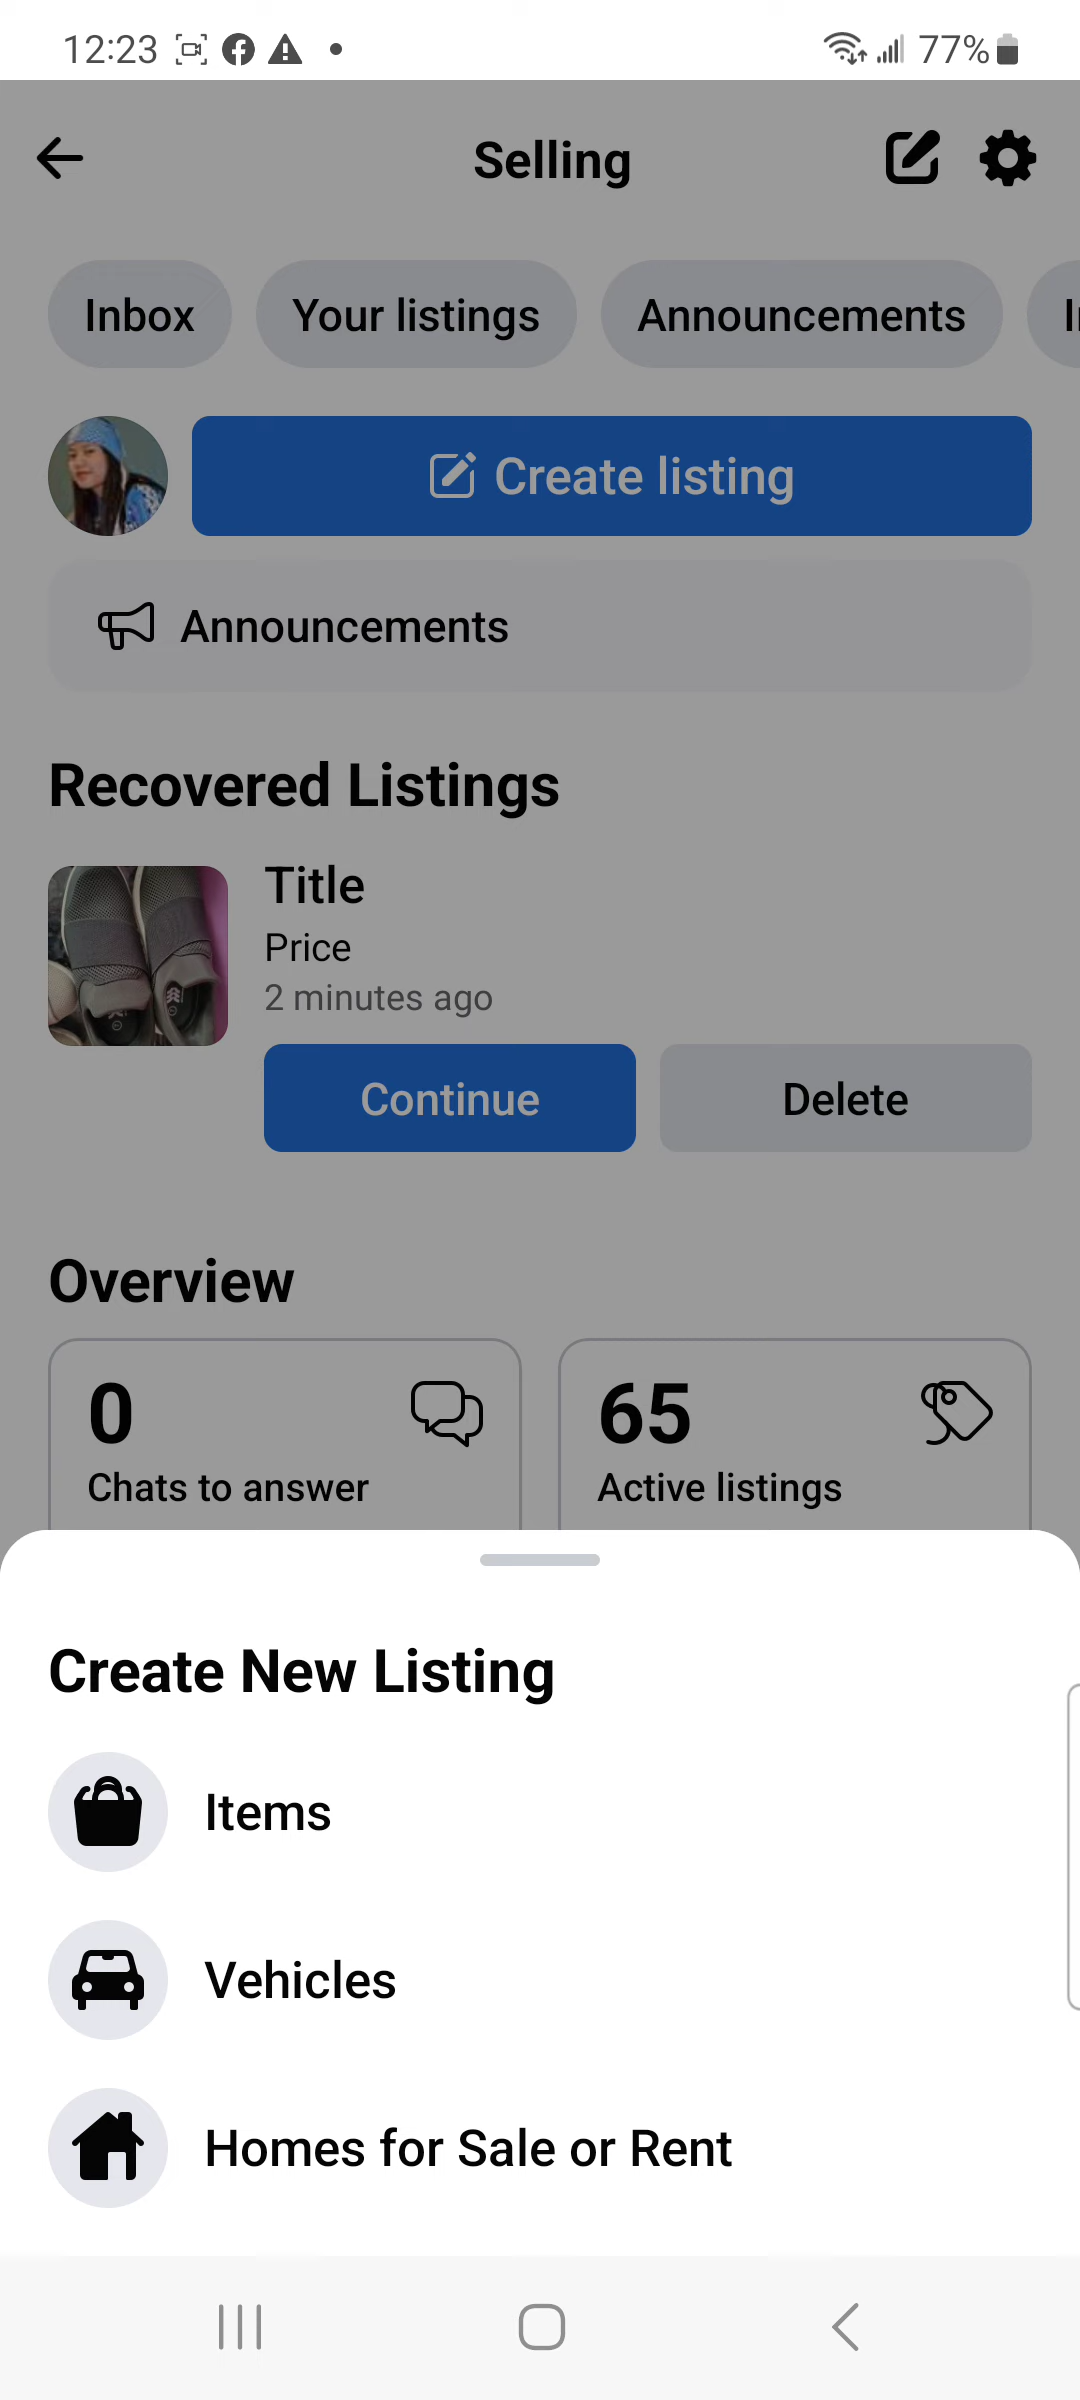 12:23
77%
Selling
Inbox
Your listings
Announcements
Create listing
Announcements
Recovered Listings
Title
Price
2 minutes ago
Continue
Delete
Overview
0
Chats to answer
65
Active listings
Create New Listing
Items
Vehicles
Homes for Sale or Rent